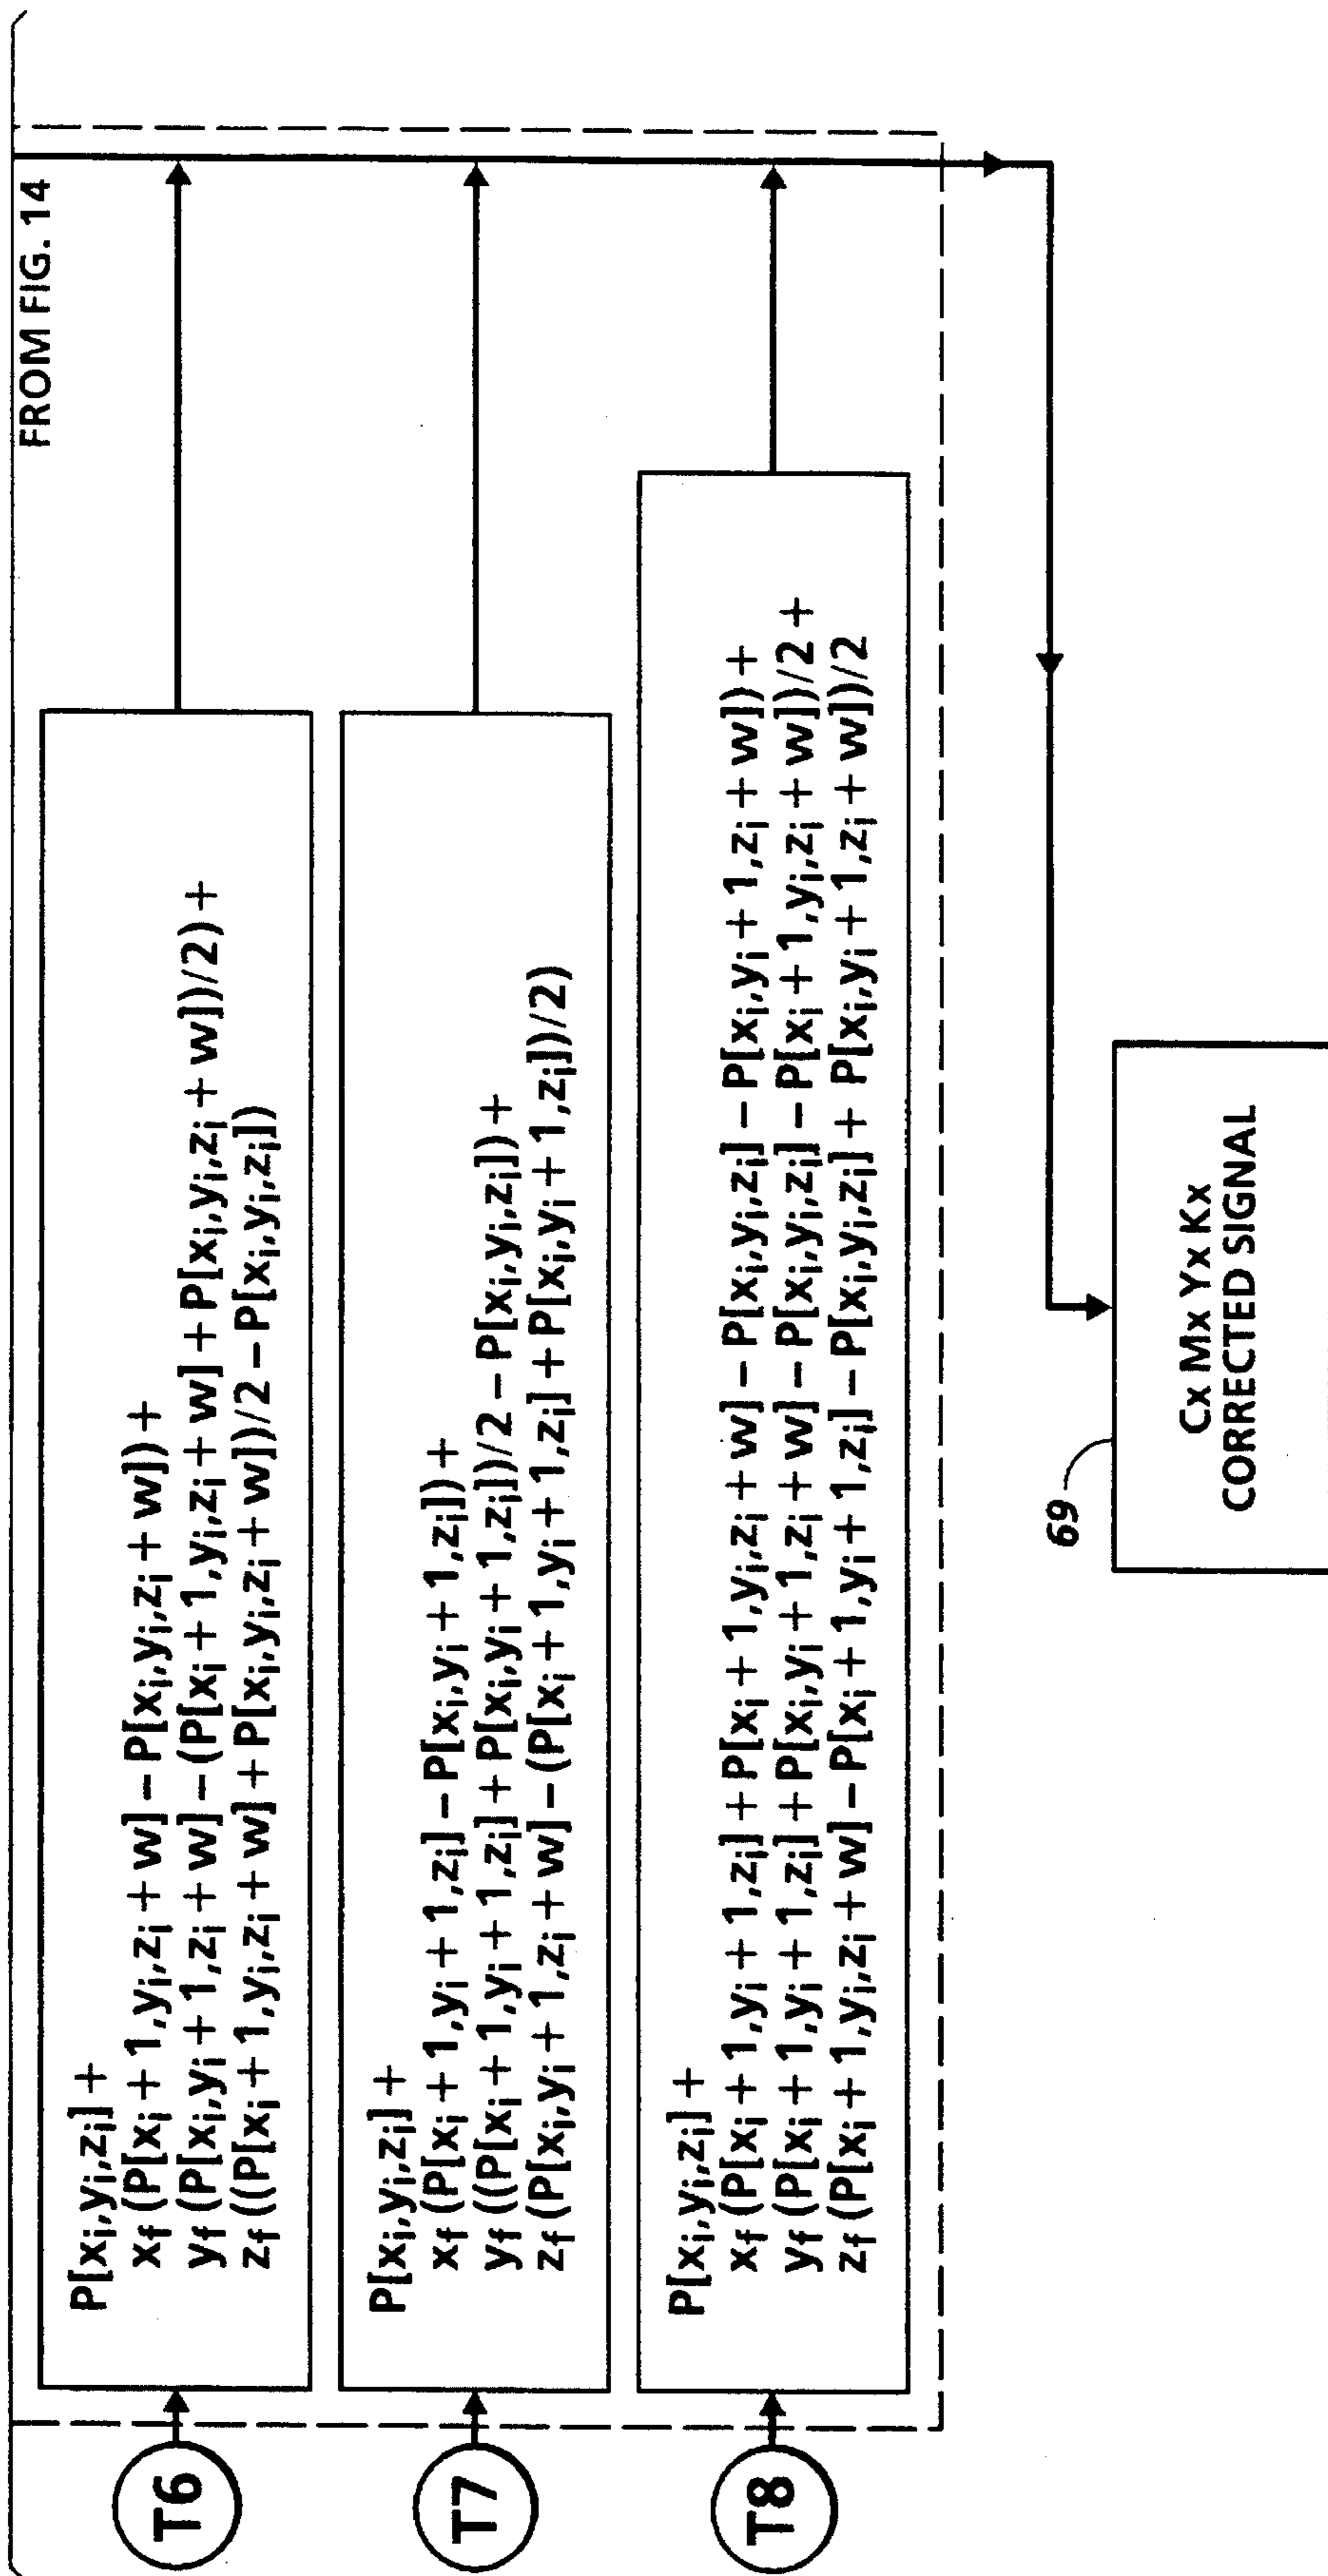 FROM FIG. 14
T6
P[xi,yi,zi] +
xf (P[xi + 1,yi,zi + w] – P[xi,yi,zi + w]) +
yf (P[xi,yi + 1,zi + w] – (P[xi + 1,yi,zi + w] + P[xi,yi,zi + w])/2) +
zf ((P[xi + 1,yi,zi + w] + P[xi,yi,zi + w])/2 – P[xi,yi,zi])
T7
P[xi,yi,zi] +
xf (P[xi + 1,yi + 1,zi] – P[xi,yi + 1,zi]) +
yf ((P[xi + 1,yi + 1,zi] + P[xi,yi + 1,zi])/2 – P[xi,yi,zi]) +
zf (P[xi,yi + 1,zi + w] – (P[xi + 1,yi + 1,zi] + P[xi,yi + 1,zi])/2)
T8
P[xi,yi,zi] +
xf (P[xi + 1,yi + 1,zi] + P[xi + 1,yi,zi + w] – P[xi,yi,zi] – P[xi,yi + 1,zi + w]) +
yf (P[xi + 1,yi + 1,zi] + P[xi,yi + 1,zi + w] – P[xi,yi,zi] – P[xi + 1,yi,zi + w])/2 +
zf (P[xi + 1,yi,zi + w] – P[xi + 1,yi + 1,zi] – P[xi,yi,zi] + P[xi,yi + 1,zi + w])/2
69
Cx Mx Yx Kx
CORRECTED SIGNAL